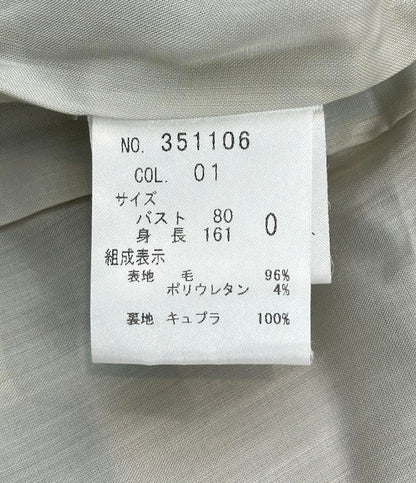 NO. 351106
COL. 01
サイズ
バスト 80
身長 161 0
組成表示
表地 毛 96%
ポリウレタン 4%
裏地 キュプラ 100%